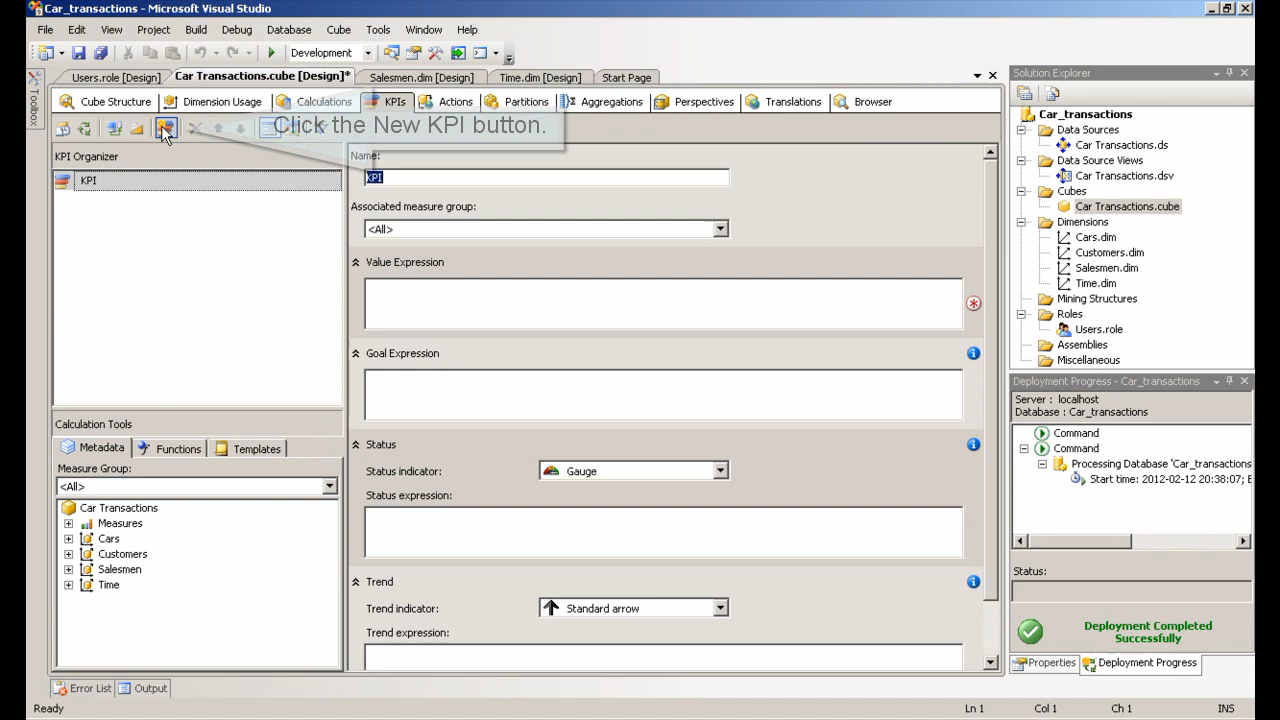 Car_transactions - Microsoft Visual Studio
File Edit View Project Build Debug Database Cube Tools Window Help
Development
Toolbox
Users.role [Design] Car Transactions.cube [Design]* Salesmen.dim [Design] Time.dim [Design] Start Page
Cube Structure Dimension Usage Calculations KPIs Actions Partitions Aggregations Perspectives Translations Browser
Click the New KPI button.
KPI Organizer
KPI
Calculation Tools
Metadata Functions Templates
Measure Group:
<All>
Car Transactions
Measures
Cars
Customers
Salesmen
Time
Name:
KPI
Associated measure group:
<All>
Value Expression
Goal Expression
Status
Status indicator: Gauge
Status expression:
Trend
Trend indicator: Standard arrow
Trend expression:
Solution Explorer
Car_transactions
Data Sources
Car Transactions.ds
Data Source Views
Car Transactions.dsv
Cubes
Car Transactions.cube
Dimensions
Cars.dim
Customers.dim
Salesmen.dim
Time.dim
Mining Structures
Roles
Users.role
Assemblies
Miscellaneous
Deployment Progress - Car_transactions
Server : localhost
Database : Car_transactions
Command
Command
Processing Database 'Car_transactions
Start time: 2012-02-12 20:38:07; E
Status:
Deployment Completed
Successfully
Properties Deployment Progress
Error List Output
Ready Ln 1 Col 1 Ch 1 INS